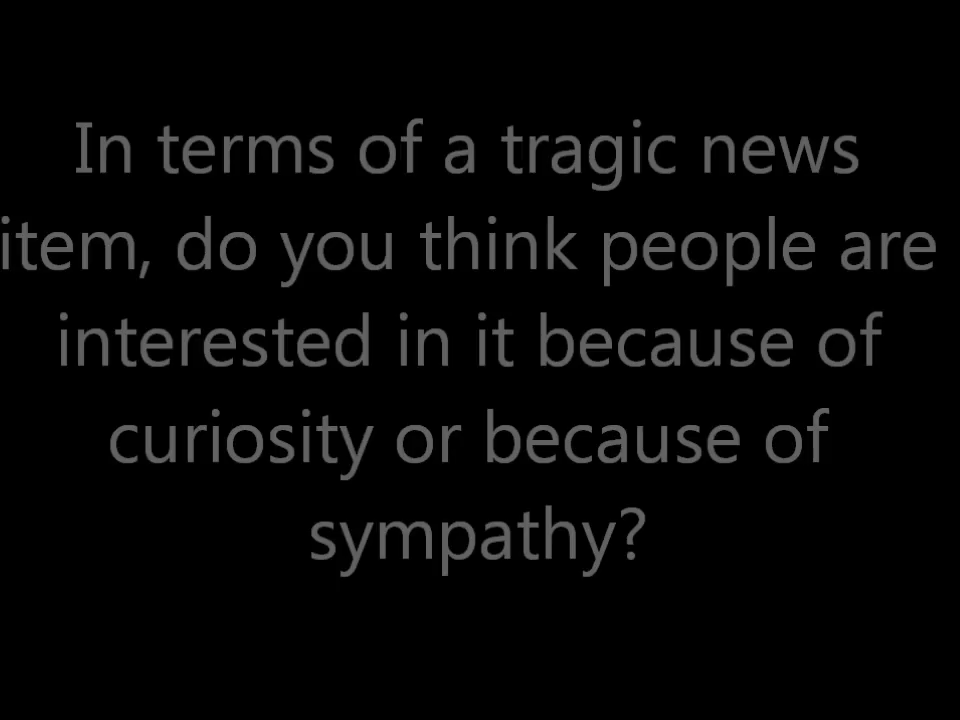 In terms of a tragic news
item, do you think people are
interested in it because of
curiosity or because of
sympathy?